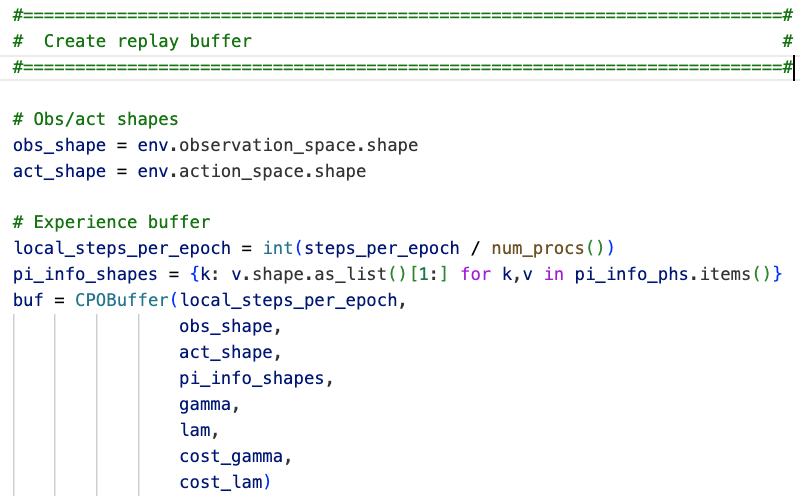 #=========================================================================#
#  Create replay buffer                                                   #
#=========================================================================#
# Obs/act shapes
obs_shape = env.observation_space.shape
act_shape = env.action_space.shape
# Experience buffer
local_steps_per_epoch = int(steps_per_epoch / num_procs())
pi_info_shapes = {k: v.shape.as_list()[1:] for k,v in pi_info_phs.items()}
buf = CPOBuffer(local_steps_per_epoch,
                obs_shape,
                act_shape,
                pi_info_shapes,
                gamma,
                lam,
                cost_gamma,
                cost_lam)